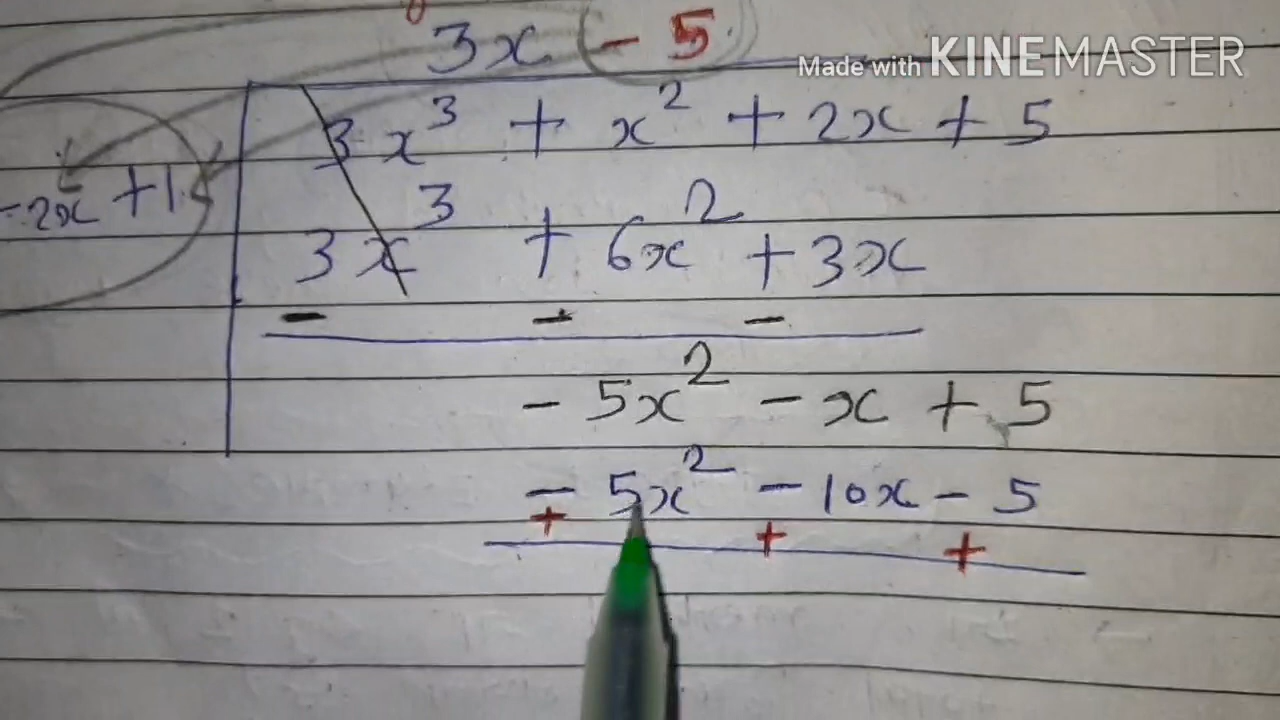 3x - 5
Made with KINEMASTER
3x³ + x² + 2x + 5
- 2x + 1
3x³ + 6x² + 3x
- - -
- 5x² - x + 5
- 5x² - 10x - 5
+ + +